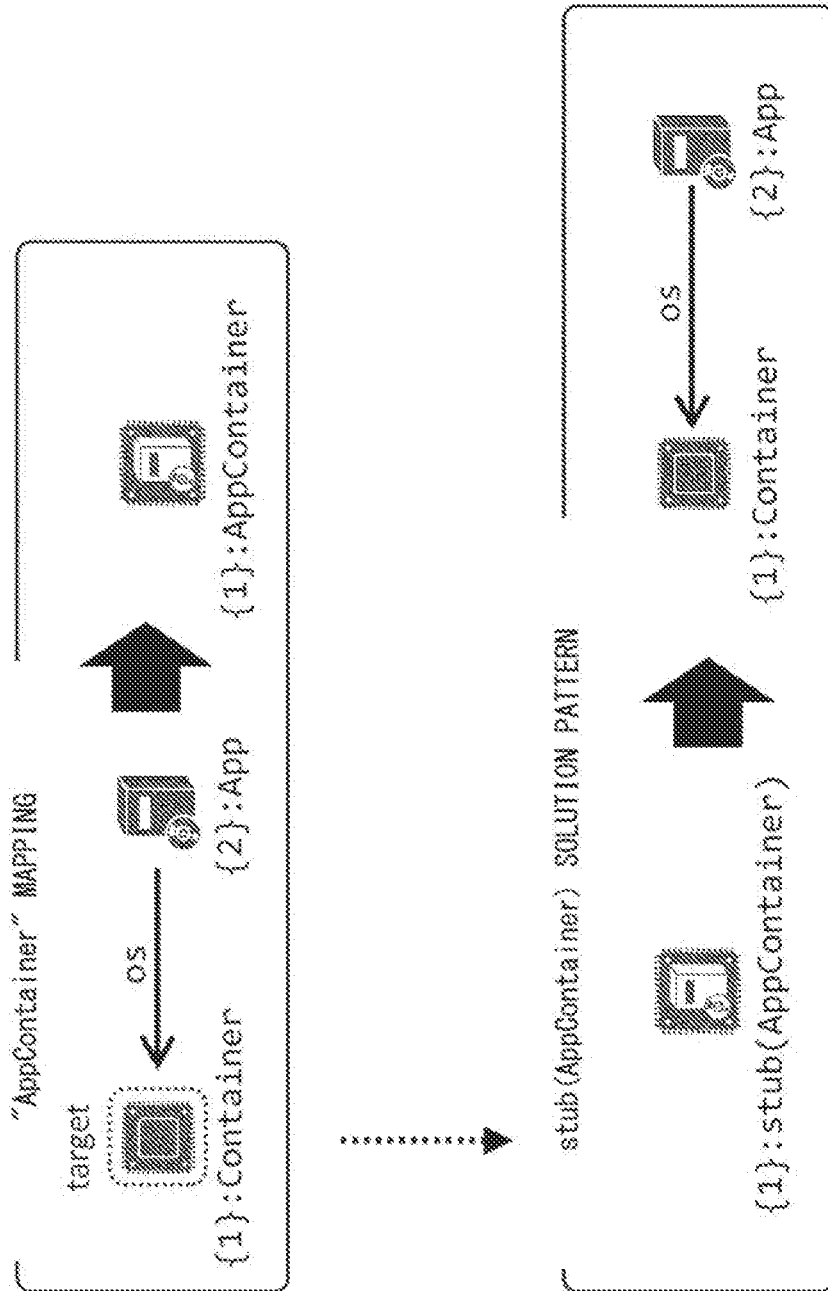 "AppContainer" MAPPING
target
os
{1}:Container
{2}:App
{1}:AppContainer
stub(AppContainer) SOLUTION PATTERN
os
{1}:stub(AppContainer)
{1}:Container
{2}:App